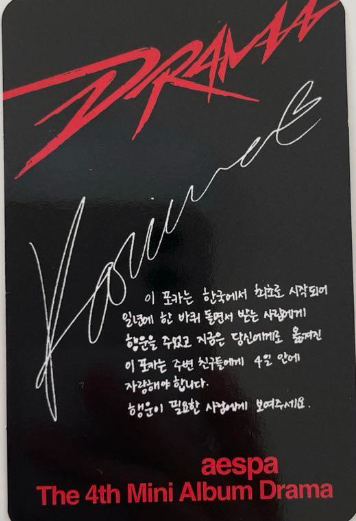 DRAMA
Karina
이 포카는 한국에서 최초로 시작되어
일년에 한 바퀴 돌면서 받는 사람에게
행운을 주었고 지금은 당신에게로 옮겨진
이 포카는 주변 친구들에게 4일 안에
자랑해야 합니다.
행운이 필요한 사람에게 보여주세요.
aespa
The 4th Mini Album Drama